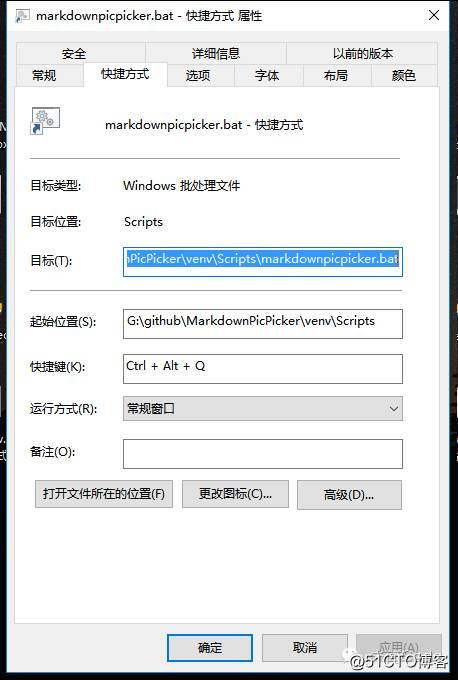 markdownpicpicker.bat - 快捷方式 属性
安全 详细信息 以前的版本
常规 快捷方式 选项 字体 布局 颜色
markdownpicpicker.bat - 快捷方式
目标类型: Windows 批处理文件
目标位置: Scripts
目标(T): PicPicker\venv\Scripts\markdownpicpicker.bat
起始位置(S): G:\github\MarkdownPicPicker\venv\Scripts
快捷键(K): Ctrl + Alt + Q
运行方式(R): 常规窗口
备注(O):
打开文件所在的位置(F) 更改图标(C)... 高级(D)...
确定 取消 应用(A)
@51CTO博客